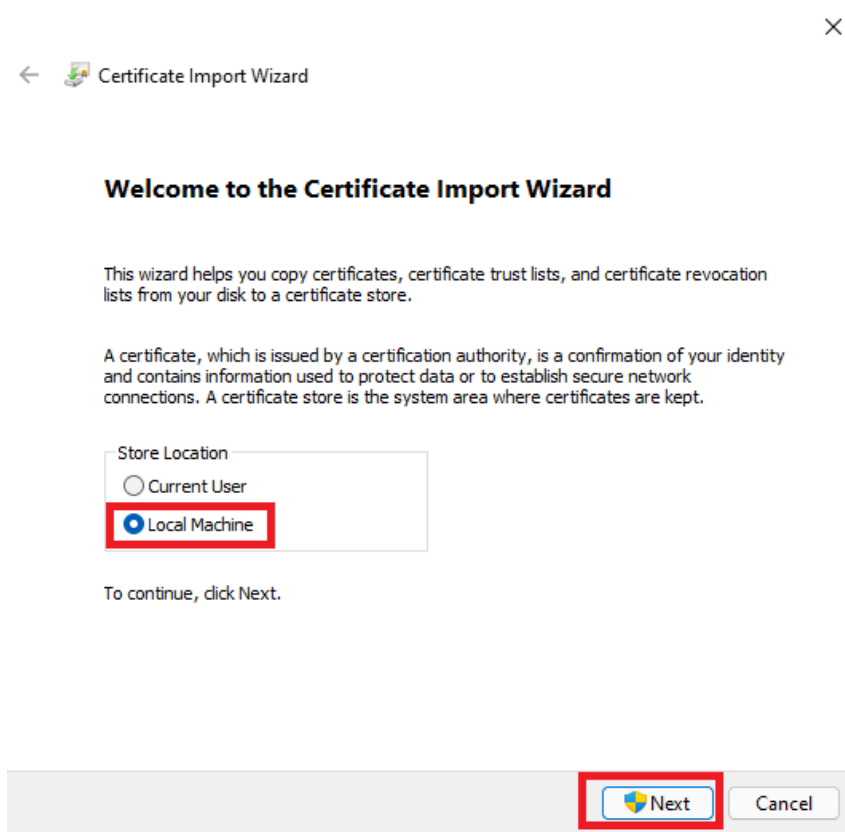 Certificate Import Wizard
Welcome to the Certificate Import Wizard
This wizard helps you copy certificates, certificate trust lists, and certificate revocation
lists from your disk to a certificate store.
A certificate, which is issued by a certification authority, is a confirmation of your identity
and contains information used to protect data or to establish secure network
connections. A certificate store is the system area where certificates are kept.
Store Location
Current User
Local Machine
To continue, click Next.
Next
Cancel